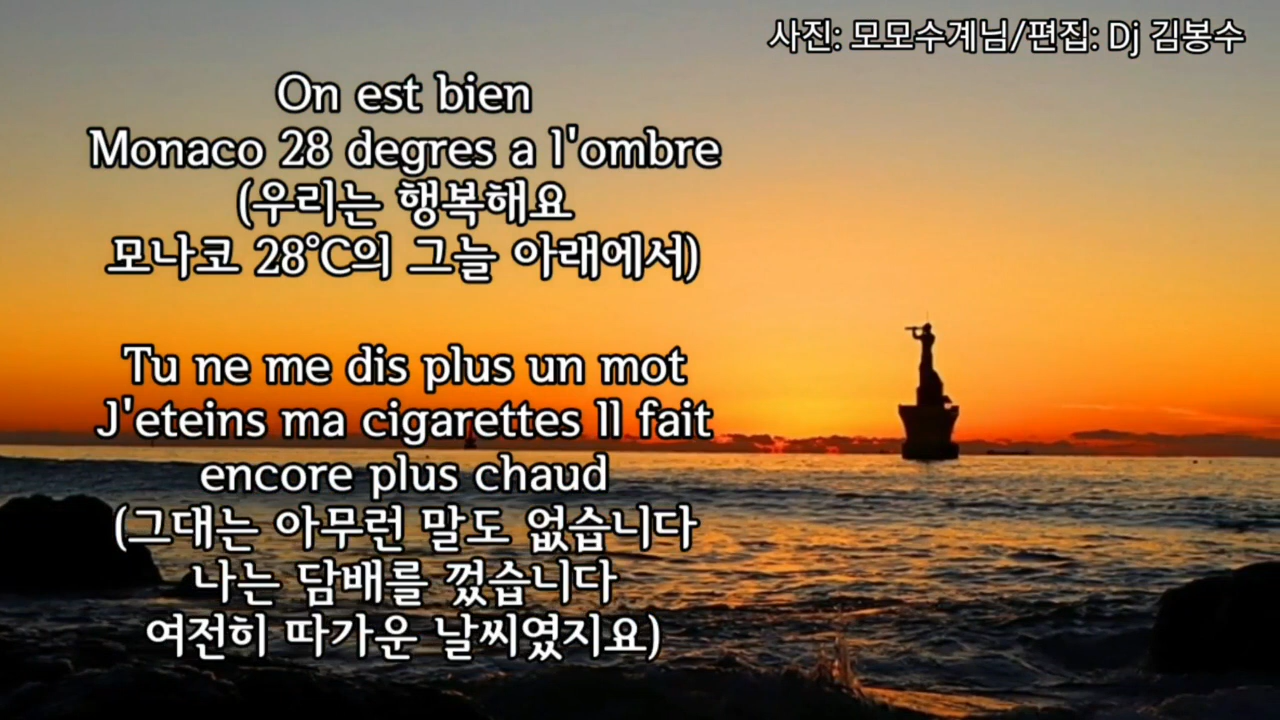 사진: 모모수계님/편집: Dj 김봉수
On est bien
Monaco 28 degres a l'ombre
(우리는 행복해요
모나코 28°C의 그늘 아래에서)
Tu ne me dis plus un mot
J'eteins ma cigarettes Il fait
encore plus chaud
(그대는 아무런 말도 없습니다
나는 담배를 껐습니다
여전히 따가운 날씨였지요)